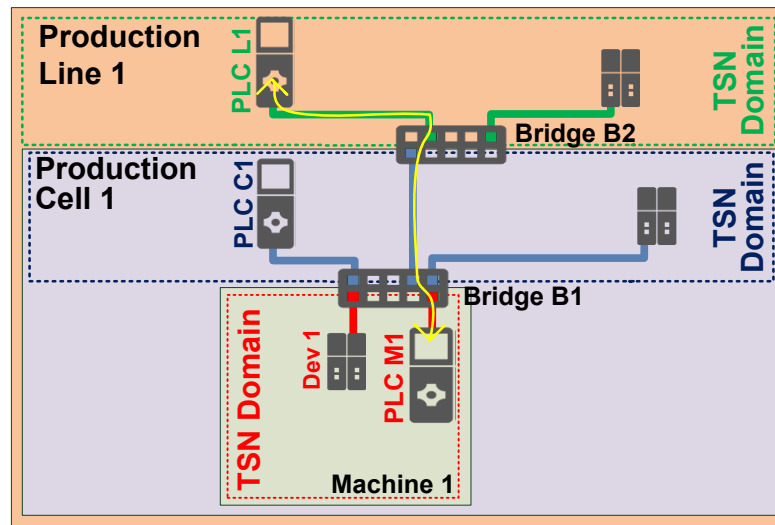 Production
Line 1
PLC L1
TSN
Domain
Bridge B2
Production
Cell 1
PLC C1
TSN
Domain
Bridge B1
TSN Domain
Dev 1
PLC M1
Machine 1